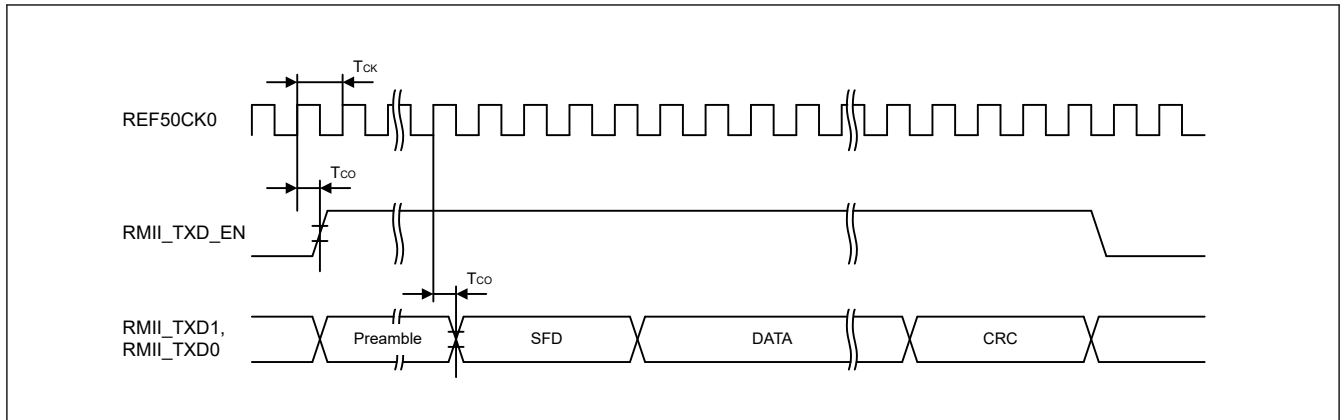 TCK
REF50CK0
TCO
RMII_TXD_EN
TCO
RMII_TXD1,
RMII_TXD0
Preamble
SFD
DATA
CRC